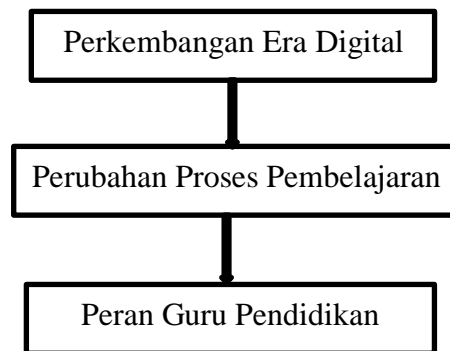 Perkembangan Era Digital
Perubahan Proses Pembelajaran
Peran Guru Pendidikan